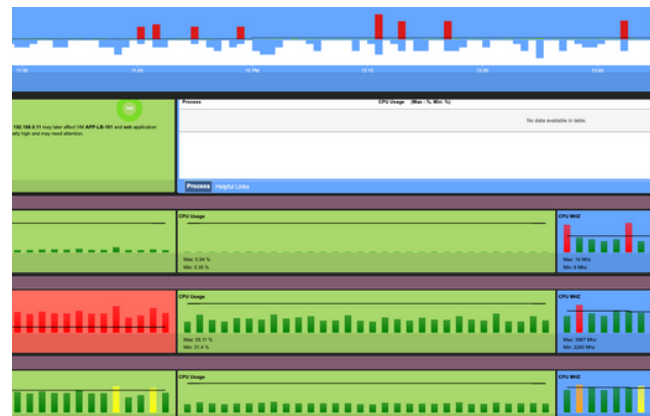 11:30 11:45 12 PM 12:15 12:30 12:45
Process CPU Usage (Max - %, Min: %)
No data available in table.
192.168.0.11 may later affect VM APP-LB-101 and ssh application
ally high and may need attention.
Process Helpful Links
CPU Usage CPU MHZ
Max: 0.94 % Max: 15 Mhz
Min: 0.35 % Min: 6 Mhz
CPU Usage CPU MHZ
Max: 55.11 % Max: 3967 Mhz
Min: 31.4 % Min: 2260 Mhz
CPU Usage CPU MHZ